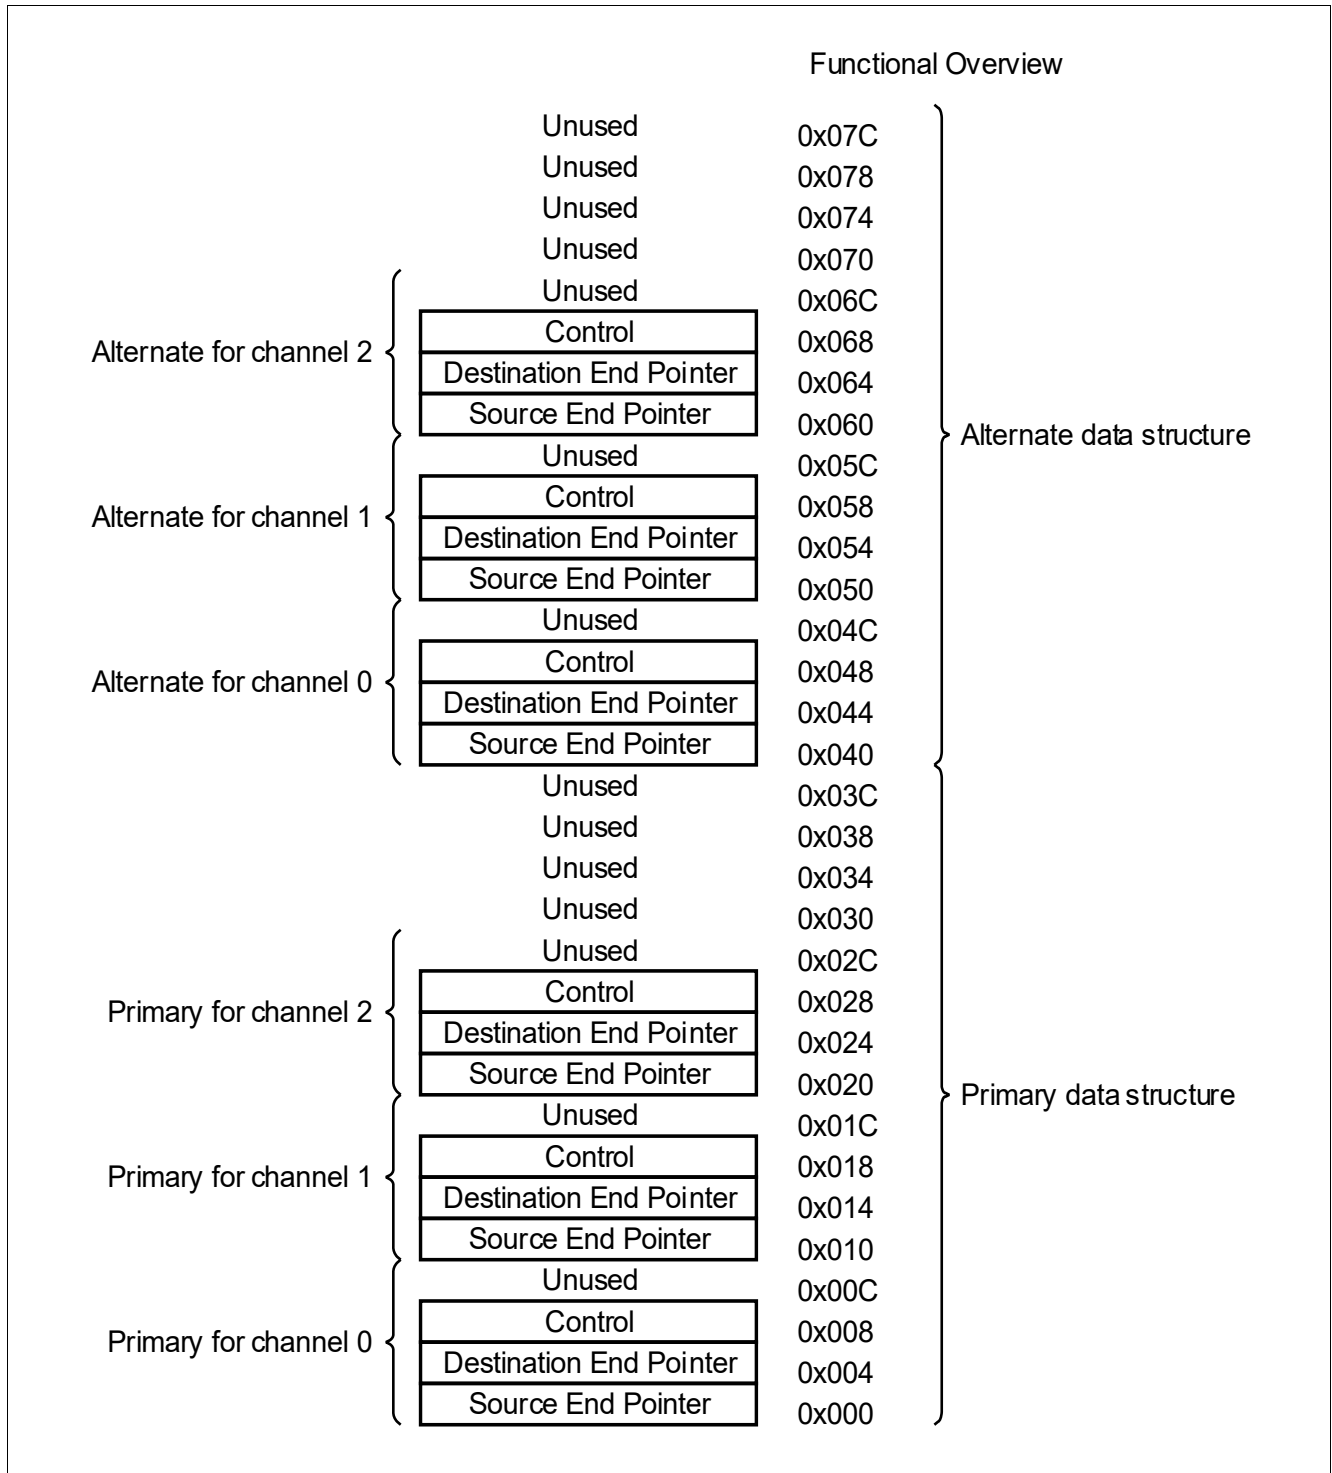 Functional Overview
Unused 0x07C
Unused 0x078
Unused 0x074
Unused 0x070
Unused 0x06C
Control 0x068
Alternate for channel 2
Destination End Pointer 0x064
Source End Pointer 0x060
Alternate data structure
Unused 0x05C
Control 0x058
Alternate for channel 1
Destination End Pointer 0x054
Source End Pointer 0x050
Unused 0x04C
Control 0x048
Alternate for channel 0
Destination End Pointer 0x044
Source End Pointer 0x040
Unused 0x03C
Unused 0x038
Unused 0x034
Unused 0x030
Unused 0x02C
Control 0x028
Primary for channel 2
Destination End Pointer 0x024
Source End Pointer 0x020
Primary data structure
Unused 0x01C
Control 0x018
Primary for channel 1
Destination End Pointer 0x014
Source End Pointer 0x010
Unused 0x00C
Control 0x008
Primary for channel 0
Destination End Pointer 0x004
Source End Pointer 0x000